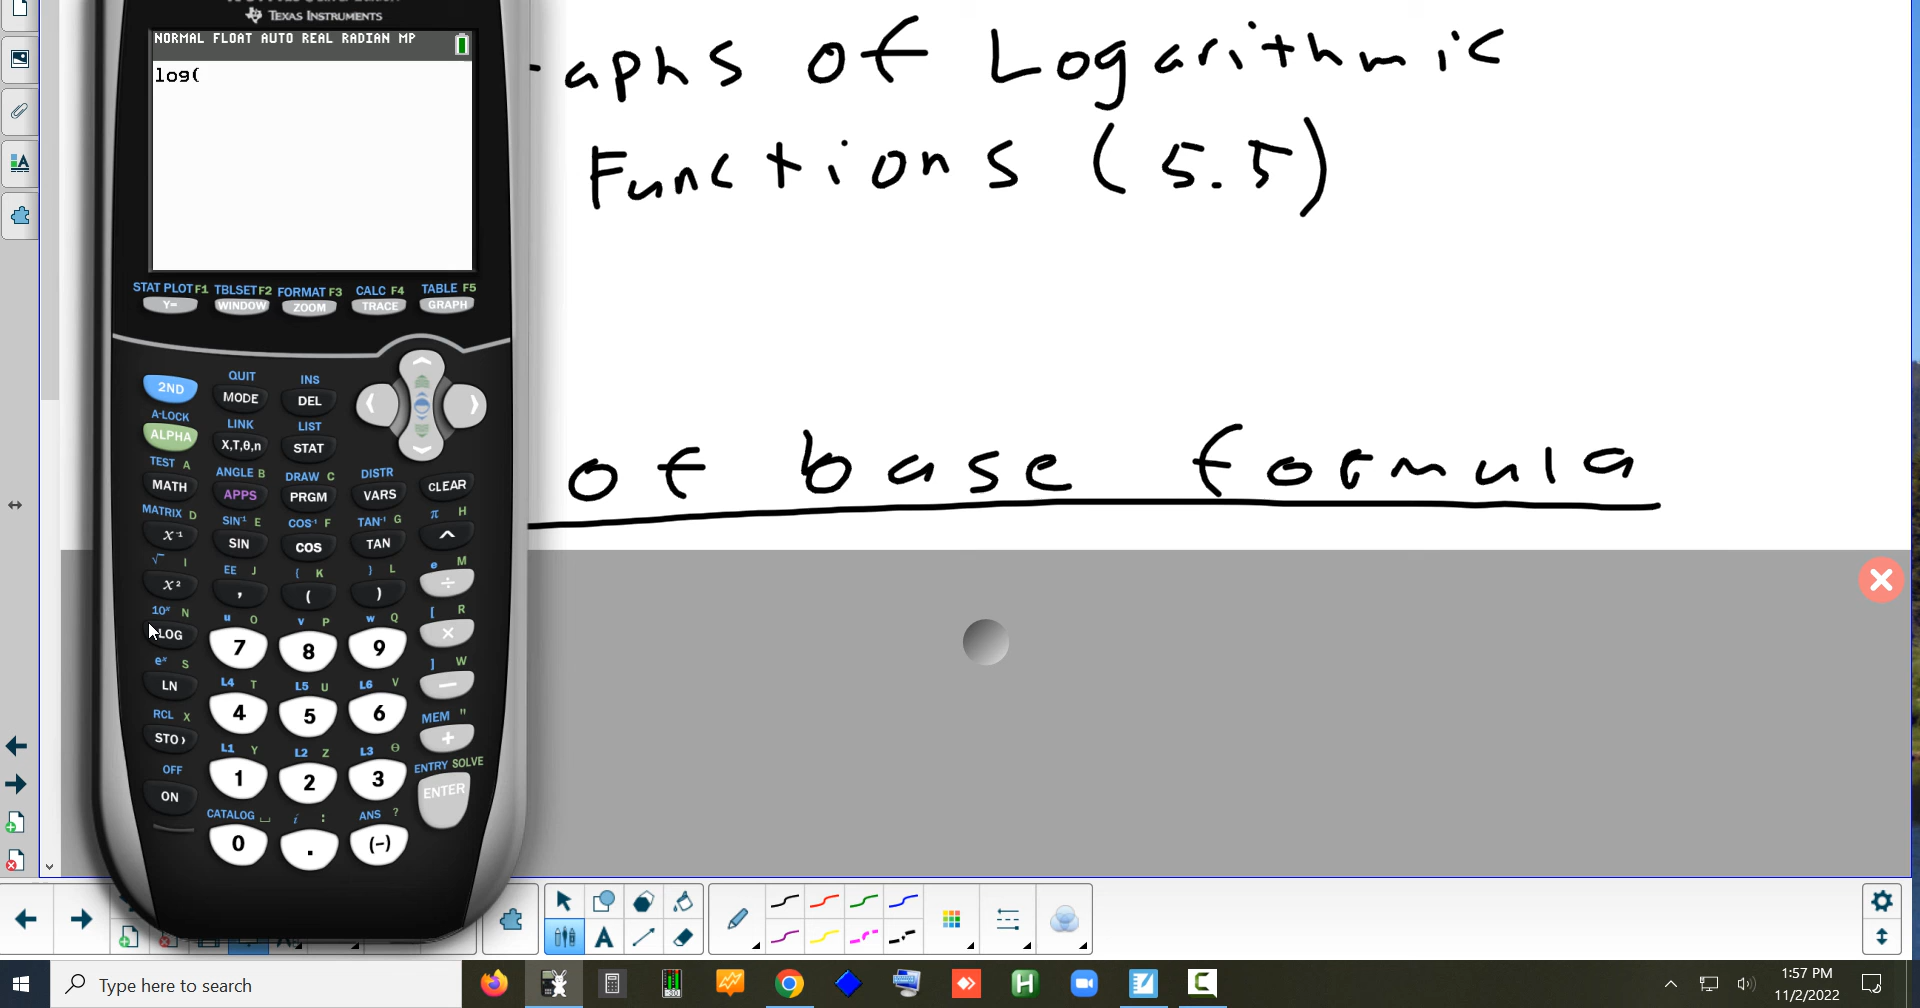 TEXAS INSTRUMENTS
NORMAL FLOAT AUTO REAL RADIAN MP
log(
aphs of Logarithmic
Functions (5.5)
of base formula
STAT PLOT F1 TBLSET F2 FORMAT F3 CALC F4 TABLE F5
Y= WINDOW ZOOM TRACE GRAPH
QUIT INS
2ND MODE DEL
A-LOCK LINK LIST
ALPHA X,T,θ,n STAT
TEST A ANGLE B DRAW C DISTR
MATH APPS PRGM VARS CLEAR
MATRIX D SIN⁻¹ E COS⁻¹ F TAN⁻¹ G π H
x⁻¹ SIN COS TAN ^
√ I EE J { K } L e M
x² , ( ) ÷
10ˣ N u O v P w Q [ R
LOG 7 8 9 ×
eˣ S L4 T L5 U L6 V ] W
LN 4 5 6 −
RCL X L1 Y L2 Z L3 θ MEM "
STO› 1 2 3 +
OFF CATALOG ⎵ i : ANS ? ENTRY SOLVE
ON 0 . (-) ENTER
Type here to search
1:57 PM
11/2/2022